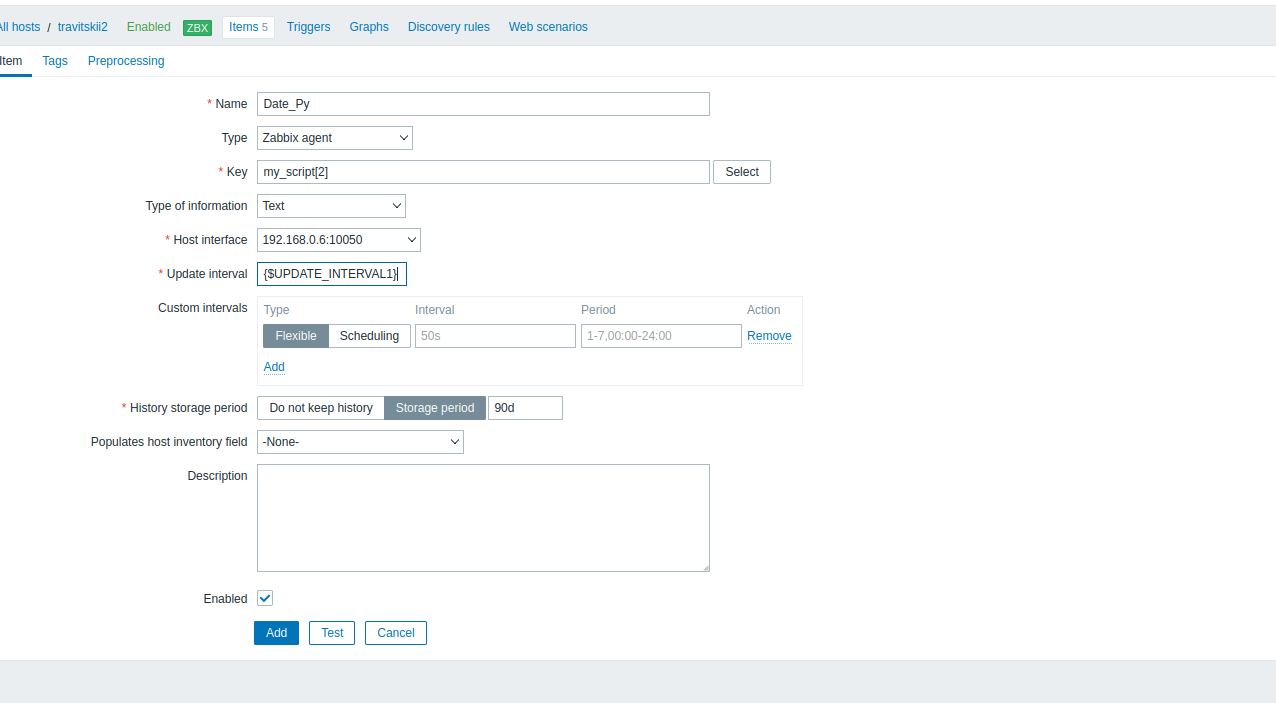 All hosts / travitskii2 Enabled ZBX Items 5 Triggers Graphs Discovery rules Web scenarios
Item Tags Preprocessing
* Name Date_Py
Type Zabbix agent
* Key my_script[2] Select
Type of information Text
* Host interface 192.168.0.6:10050
* Update interval {$UPDATE_INTERVAL1}
Custom intervals Type Interval Period Action
Flexible Scheduling 50s 1-7,00:00-24:00 Remove
Add
* History storage period Do not keep history Storage period 90d
Populates host inventory field -None-
Description
Enabled
Add Test Cancel